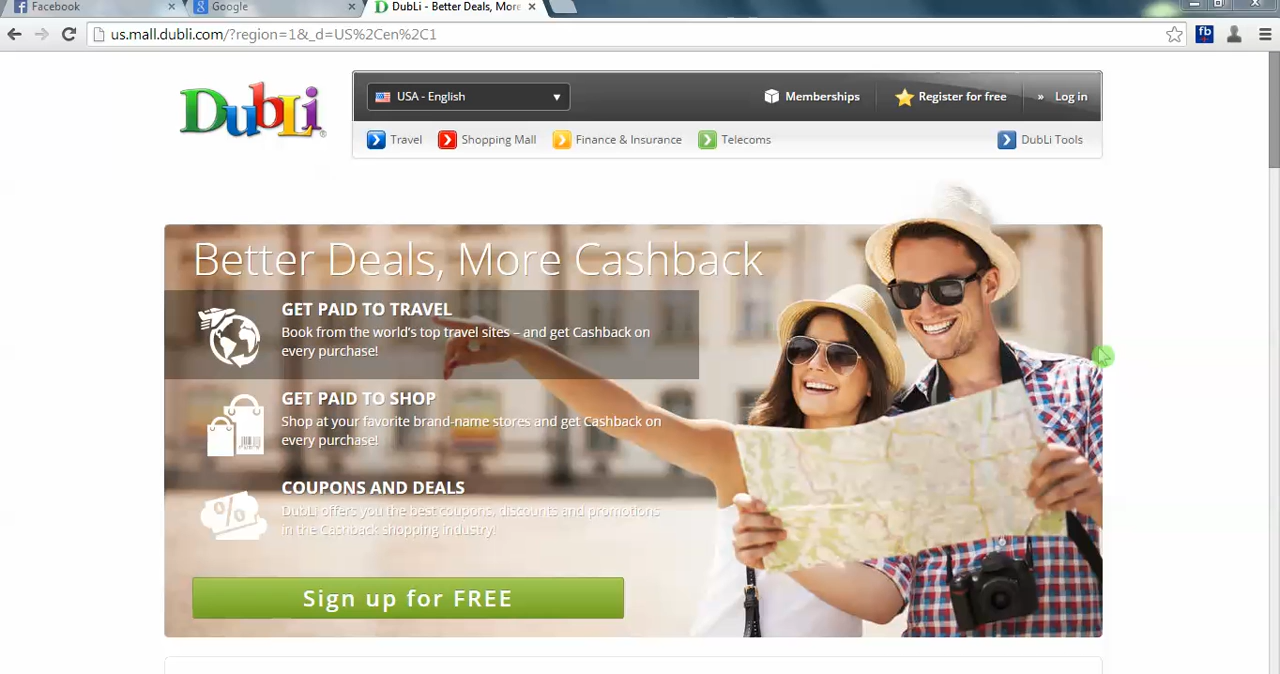 Facebook
Google
DubLi - Better Deals, More
us.mall.dubli.com/?region=1&_d=US%2Cen%2C1
fb
DubLi
USA - English
Memberships
Register for free
» Log in
Travel
Shopping Mall
Finance & Insurance
Telecoms
DubLi Tools
Better Deals, More Cashback
GET PAID TO TRAVEL
Book from the world's top travel sites – and get Cashback on
every purchase!
GET PAID TO SHOP
Shop at your favorite brand-name stores and get Cashback on
every purchase!
COUPONS AND DEALS
DubLi offers you the best coupons, discounts and promotions
in the Cashback shopping industry!
Sign up for FREE